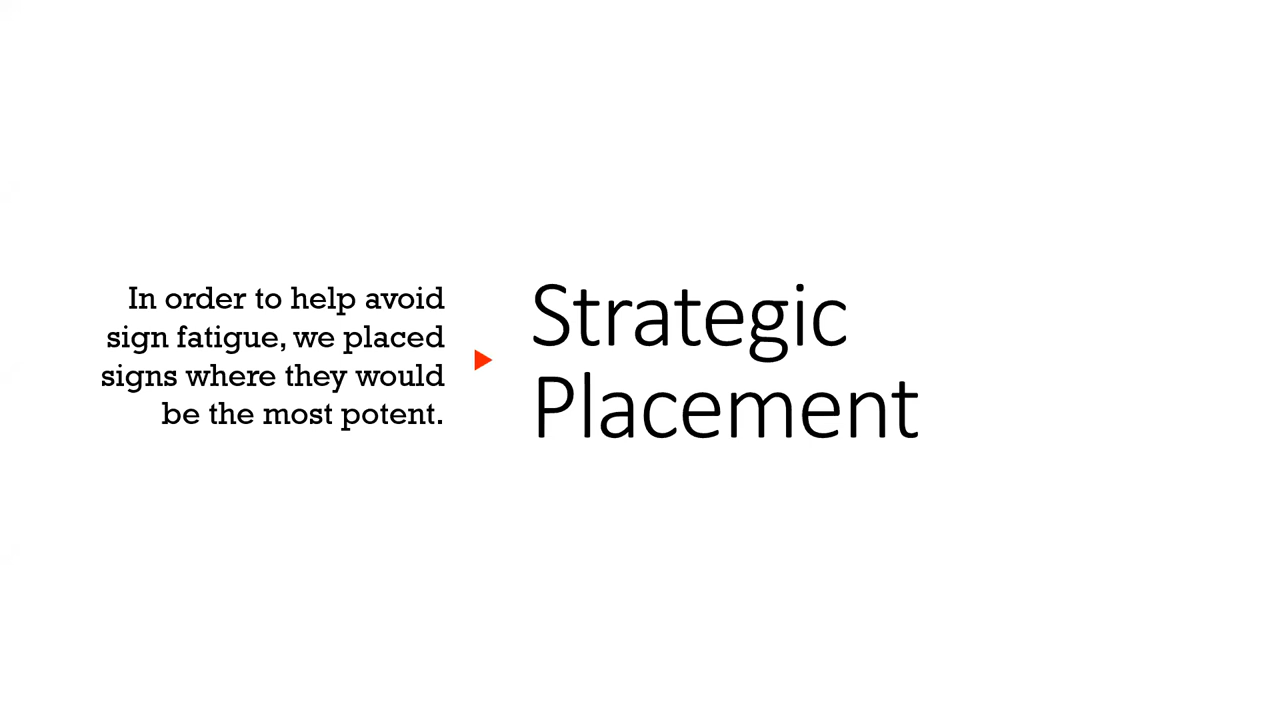 In order to help avoid
sign fatigue, we placed
signs where they would
be the most potent.
Strategic
Placement